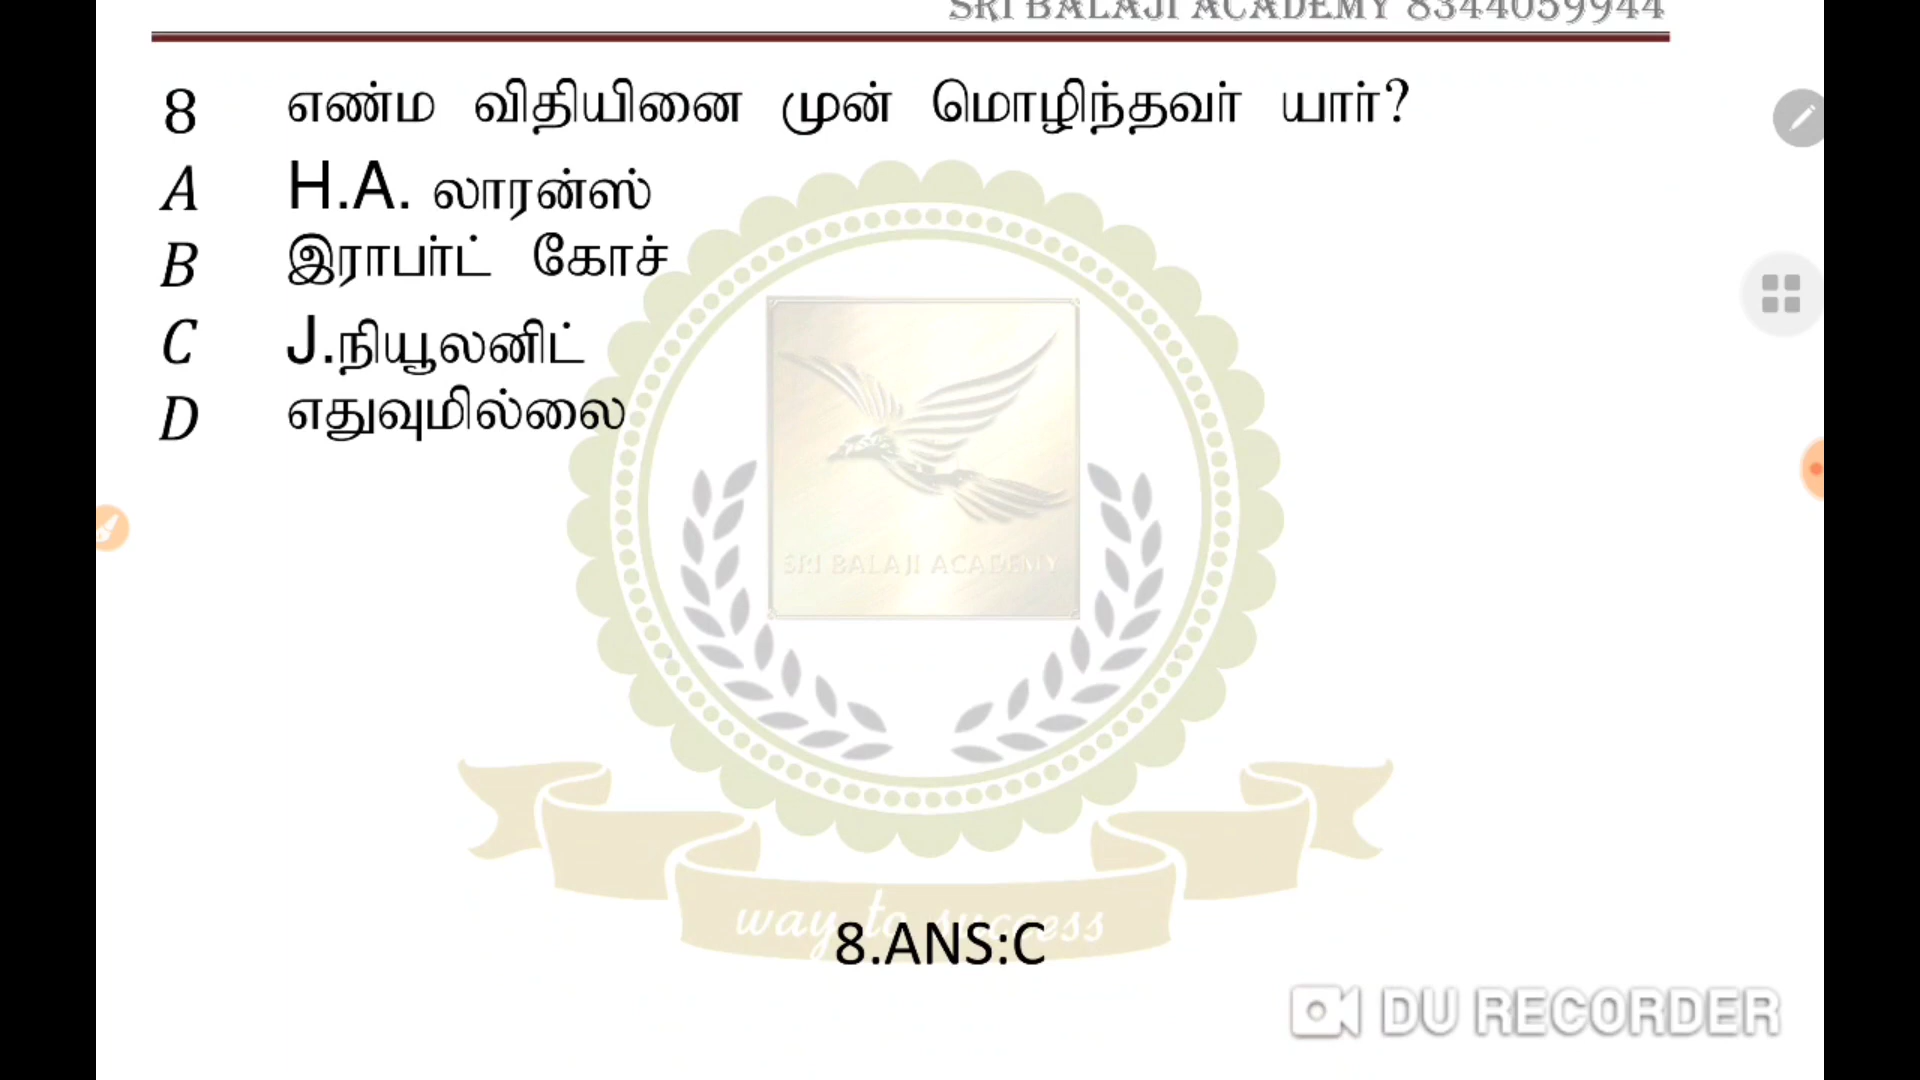 SRI BALAJI ACADEMY 8344059944
8 எண்ம விதியினை முன் மொழிந்தவர் யார்?
A H.A. லாரன்ஸ்
B இராபர்ட் கோச்
C J.நியூலனிட்
D எதுவுமில்லை
SRI BALAJI ACADEMY
way to success
8.ANS:C
DU RECORDER